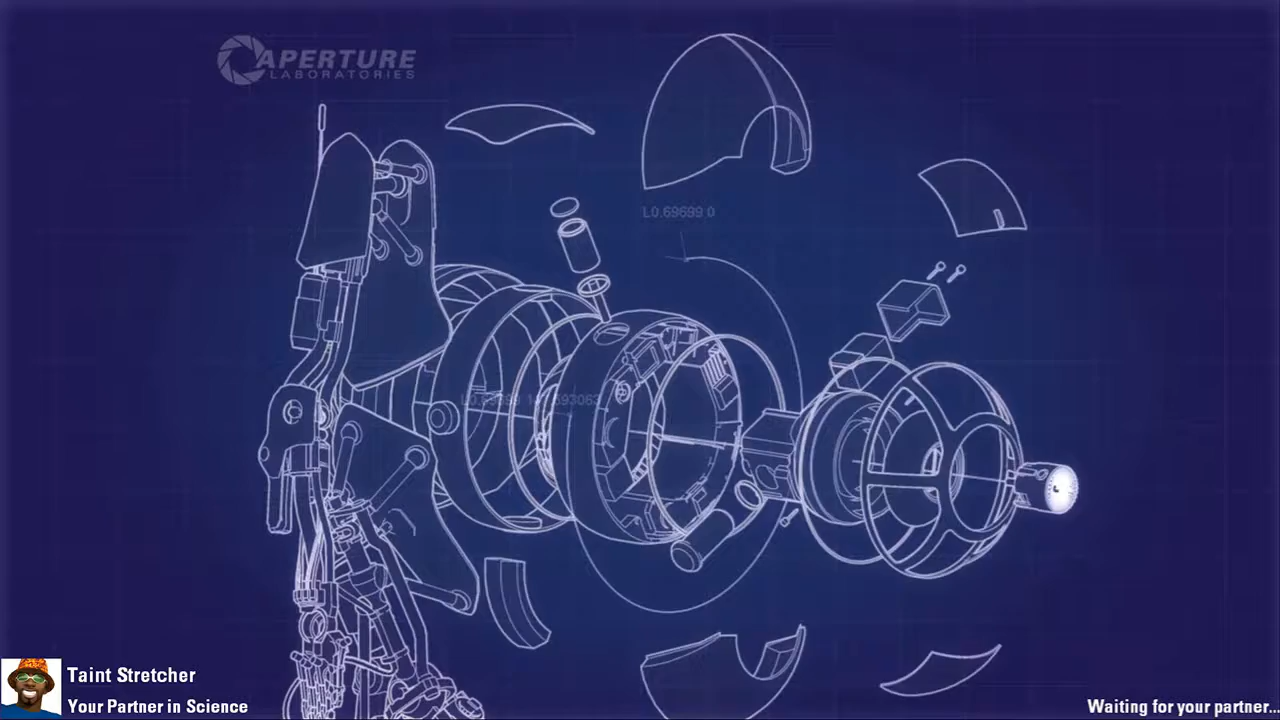 APERTURE
LABORATORIES
L0.69699 0
Taint Stretcher
Your Partner in Science
Waiting for your partner...